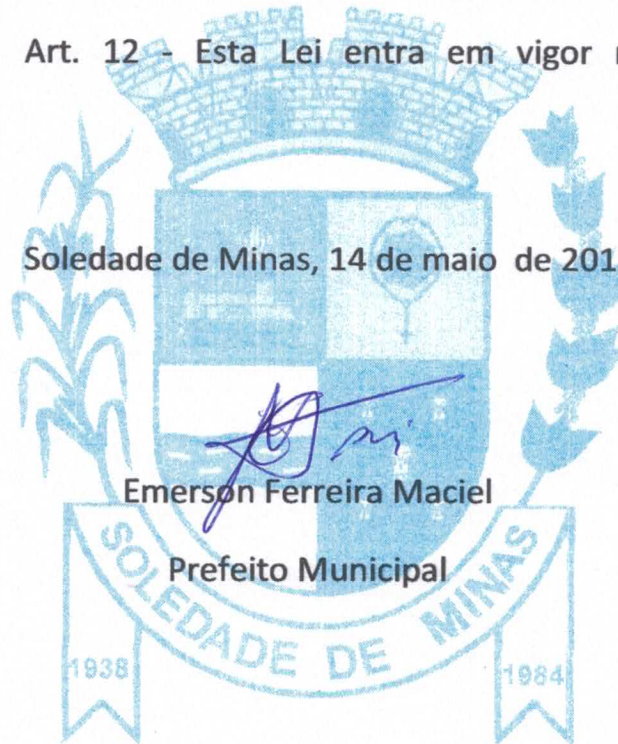 Art. 12 - Esta Lei entra em vigor
Soledade de Minas, 14 de maio de 201
Emerson Ferreira Maciel
Prefeito Municipal
SOLEDADE DE MINAS
1938
1984